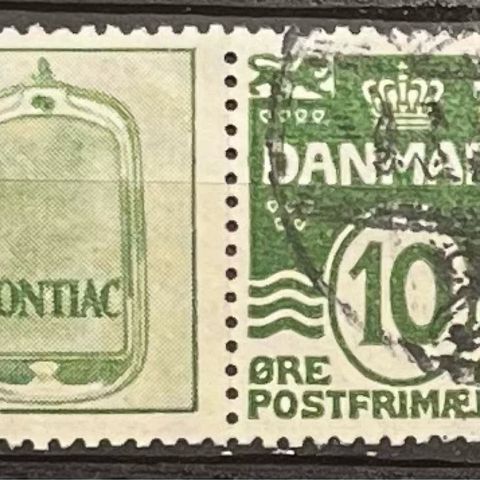 ONTIAC
DANMA
10
ØRE
POSTFRIMÆ